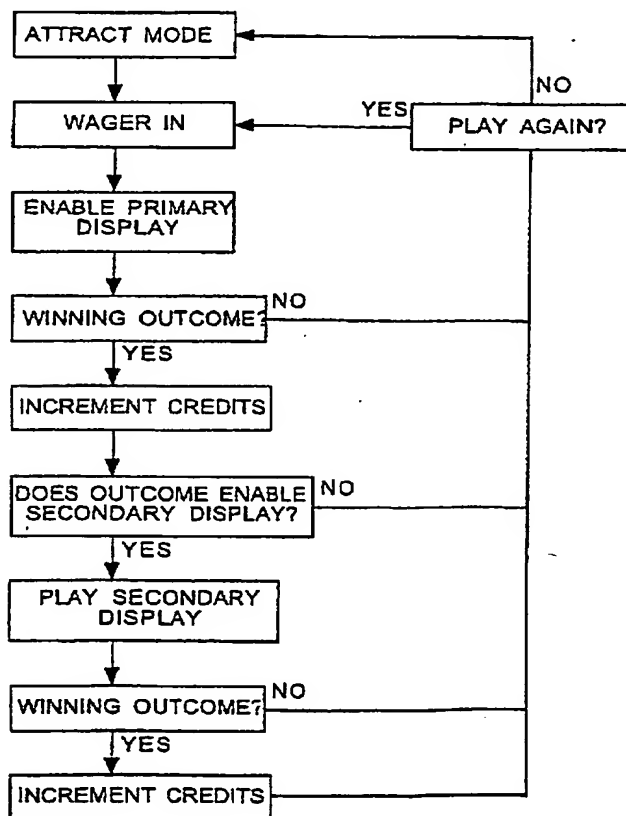 ATTRACT MODE
NO
YES
WAGER IN
PLAY AGAIN?
ENABLE PRIMARY
DISPLAY
WINNING OUTCOME?
NO
YES
INCREMENT CREDITS
DOES OUTCOME ENABLE
SECONDARY DISPLAY?
NO
YES
PLAY SECONDARY
DISPLAY
WINNING OUTCOME?
NO
YES
INCREMENT CREDITS